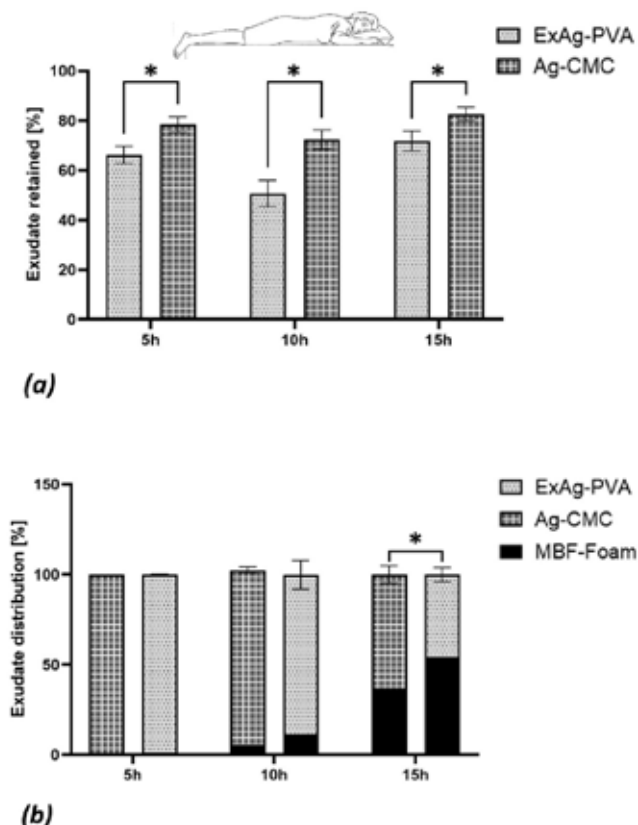 ExAg-PVA
Ag-CMC
Exudate retained [%]
100
80
60
40
20
0
* * *
5h 10h 15h
(a)
ExAg-PVA
Ag-CMC
MBF-Foam
Exudate distribution [%]
150
100
50
0
*
5h 10h 15h
(b)